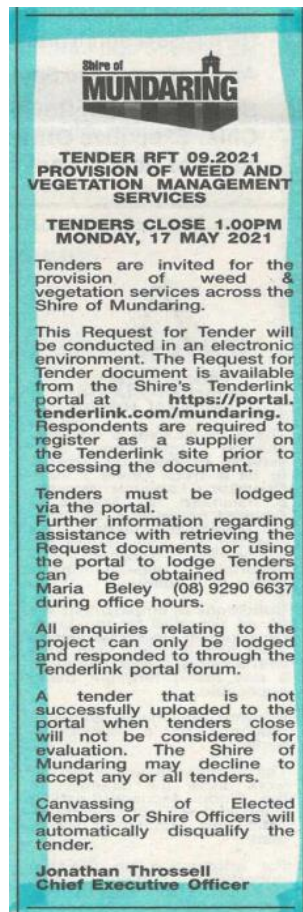 Shire of
MUNDARING
TENDER RFT 09.2021
PROVISION OF WEED AND
VEGETATION MANAGEMENT
SERVICES
TENDERS CLOSE 1.00PM
MONDAY, 17 MAY 2021
Tenders are invited for the
provision of weed &
vegetation services across the
Shire of Mundaring.
This Request for Tender will
be conducted in an electronic
environment. The Request for
Tender document is available
from the Shire's Tenderlink
portal at https://portal.
tenderlink.com/mundaring.
Respondents are required to
register as a supplier on
the Tenderlink site prior to
accessing the document.
Tenders must be lodged
via the portal.
Further information regarding
assistance with retrieving the
Request documents or using
the portal to lodge Tenders
can be obtained from
Maria Beley (08) 9290 6637
during office hours.
All enquiries relating to the
project can only be lodged
and responded to through the
Tenderlink portal forum.
A tender that is not
successfully uploaded to the
portal when tenders close
will not be considered for
evaluation. The Shire of
Mundaring may decline to
accept any or all tenders.
Canvassing of Elected
Members or Shire Officers will
automatically disqualify the
tender.
Jonathan Throssell
Chief Executive Officer